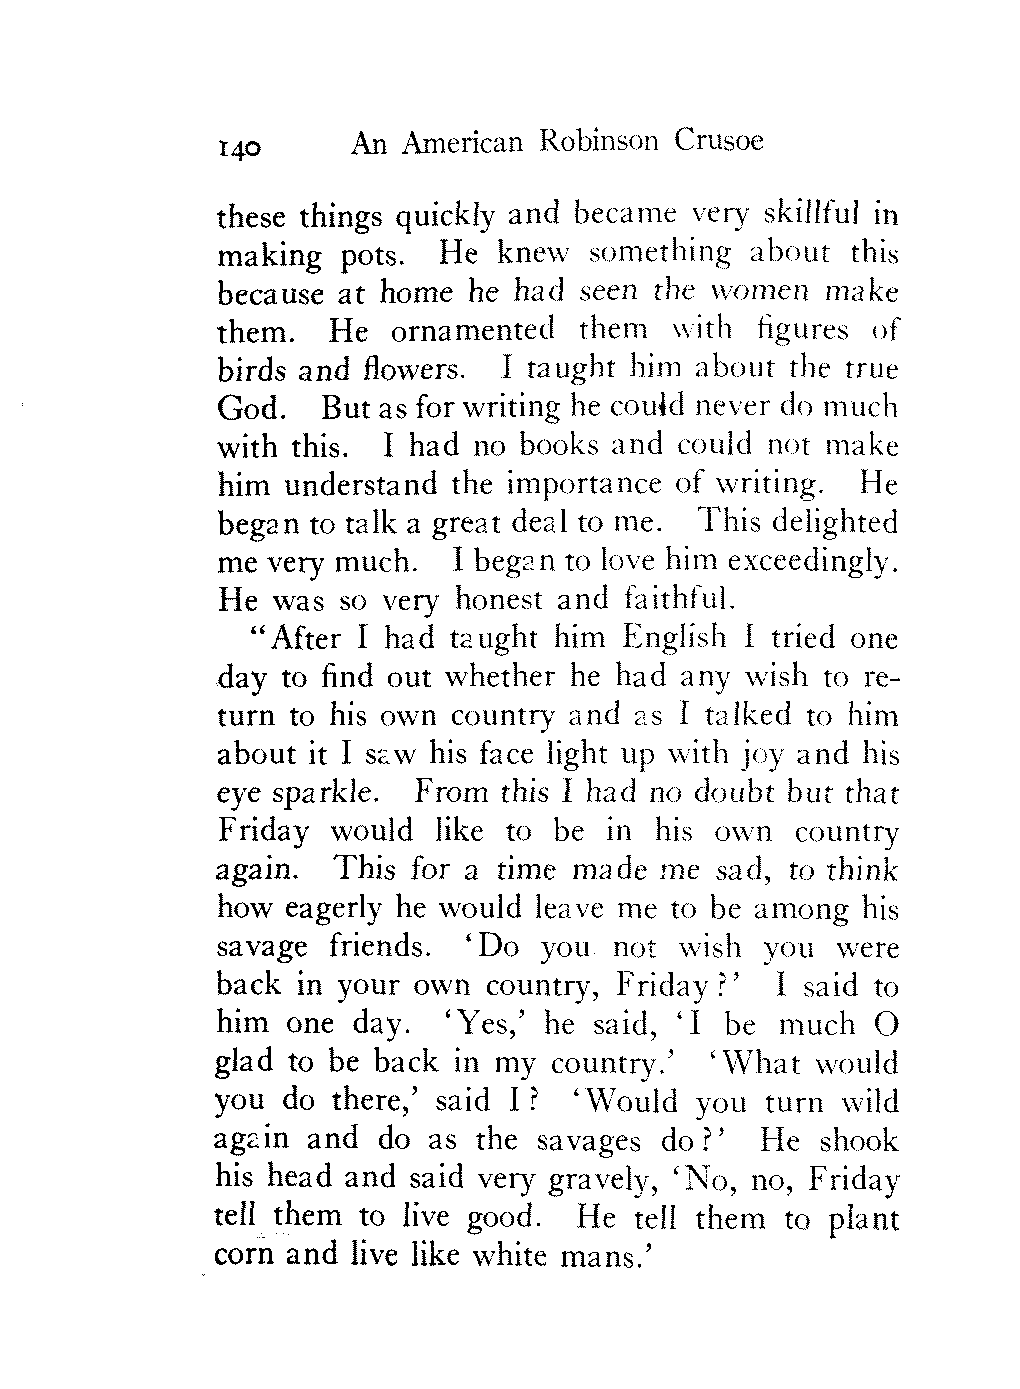 140 An American Robinson Crusoe
these things quickly and became very skillful in
making pots. He knew something about this
because at home he had seen the women make
them. He ornamented them with figures of
birds and flowers. I taught him about the true
God. But as for writing he could never do much
with this. I had no books and could not make
him understand the importance of writing. He
began to talk a great deal to me. This delighted
me very much. I began to love him exceedingly.
He was so very honest and faithful.
"After I had taught him English I tried one
day to find out whether he had any wish to re-
turn to his own country and as I talked to him
about it I saw his face light up with joy and his
eye sparkle. From this I had no doubt but that
Friday would like to be in his own country
again. This for a time made me sad, to think
how eagerly he would leave me to be among his
savage friends. 'Do you not wish you were
back in your own country, Friday?' I said to
him one day. 'Yes,' he said, 'I be much O
glad to be back in my country.' 'What would
you do there,' said I? 'Would you turn wild
again and do as the savages do?' He shook
his head and said very gravely, 'No, no, Friday
tell them to live good. He tell them to plant
corn and live like white mans.'